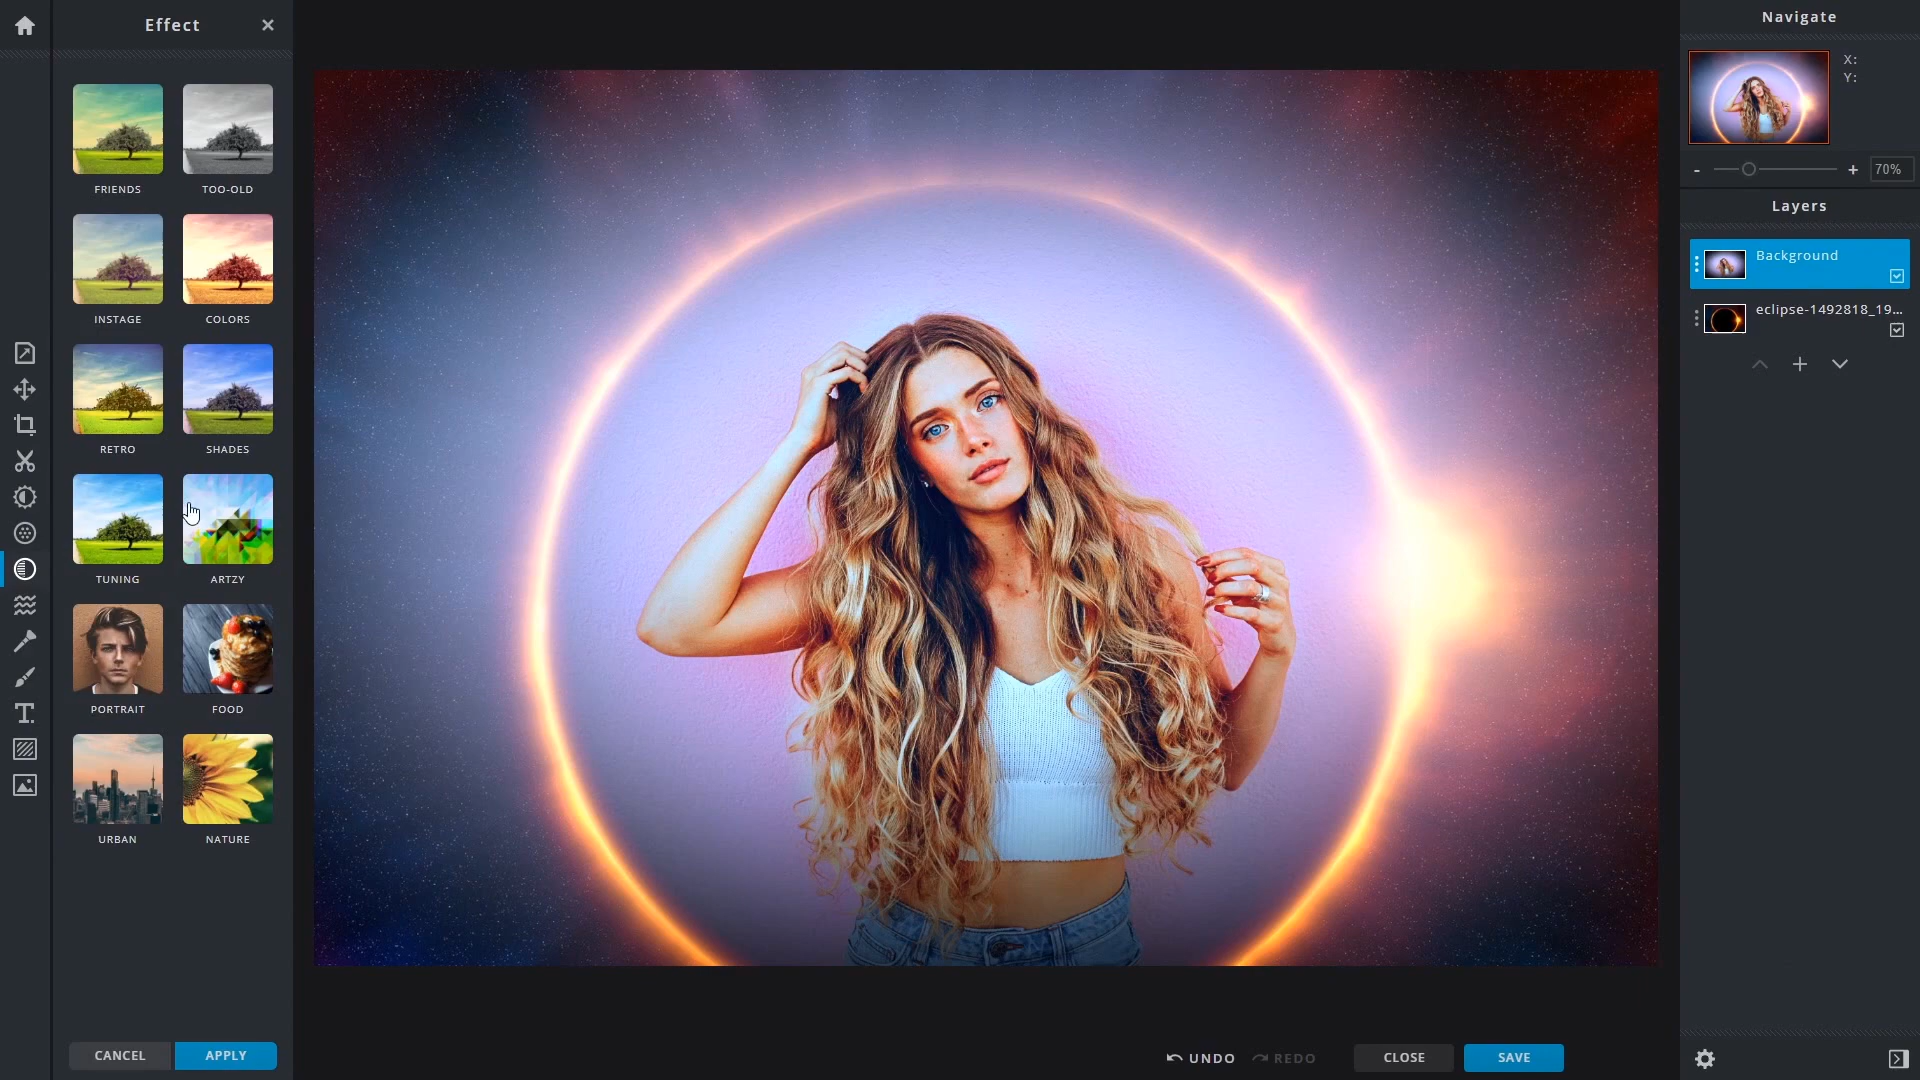 Effect
FRIENDS
TOO-OLD
INSTAGE
COLORS
RETRO
SHADES
TUNING
ARTZY
PORTRAIT
FOOD
URBAN
NATURE
CANCEL
APPLY
UNDO
REDO
CLOSE
SAVE
Navigate
X:
Y:
- + 70%
Layers
Background
eclipse-1492818_19...